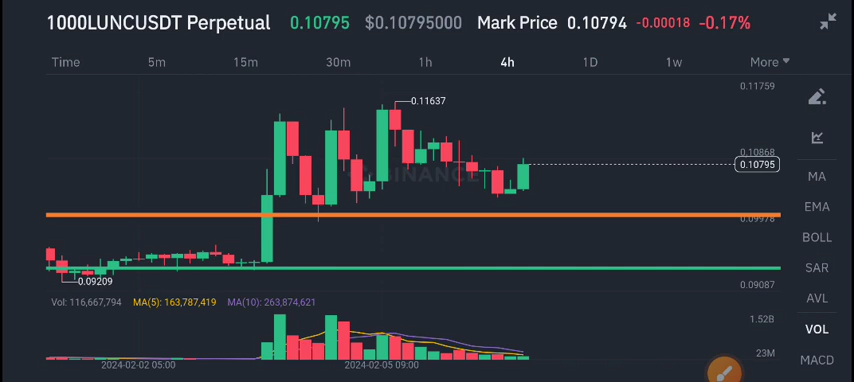 1000LUNCUSDT Perpetual 0.10795 $0.10795000 Mark Price 0.10794 -0.00018 -0.17%
Time 5m 15m 30m 1h 4h 1D 1w More
0.11759
0.11637
0.10868
0.10795
BINANCE
MA
EMA
0.09978
BOLL
SAR
0.09209
0.09087
AVL
Vol: 116,667,794 MA(5): 163,787,419 MA(10): 263,874,621
1.52B
VOL
23M
MACD
2024-02-02 05:00 2024-02-05 09:00